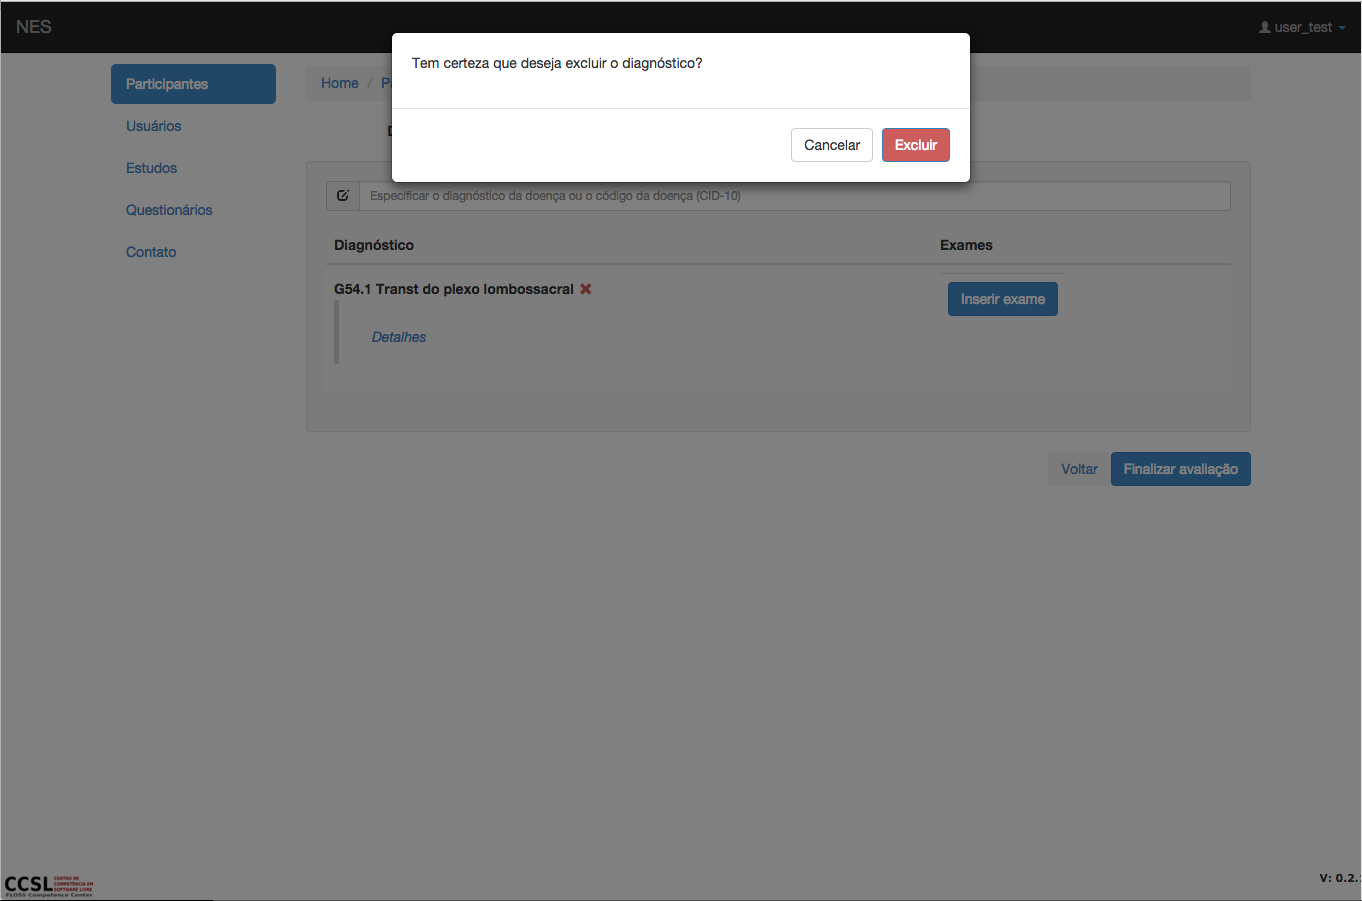 NES
user_test
Tem certeza que deseja excluir o diagnóstico?
Cancelar
Excluir
Participantes
Usuários
Estudos
Questionários
Contato
Home /
Especificar o diagnóstico da doença ou o código da doença (CID-10)
Diagnóstico
Exames
G54.1 Transt do plexo lombossacral
Inserir exame
Detalhes
Voltar
Finalizar avaliação
CCSL
CENTRO DE
COMPETÊNCIA EM
SOFTWARE LIVRE
FLOSS Competence Center
V: 0.2.